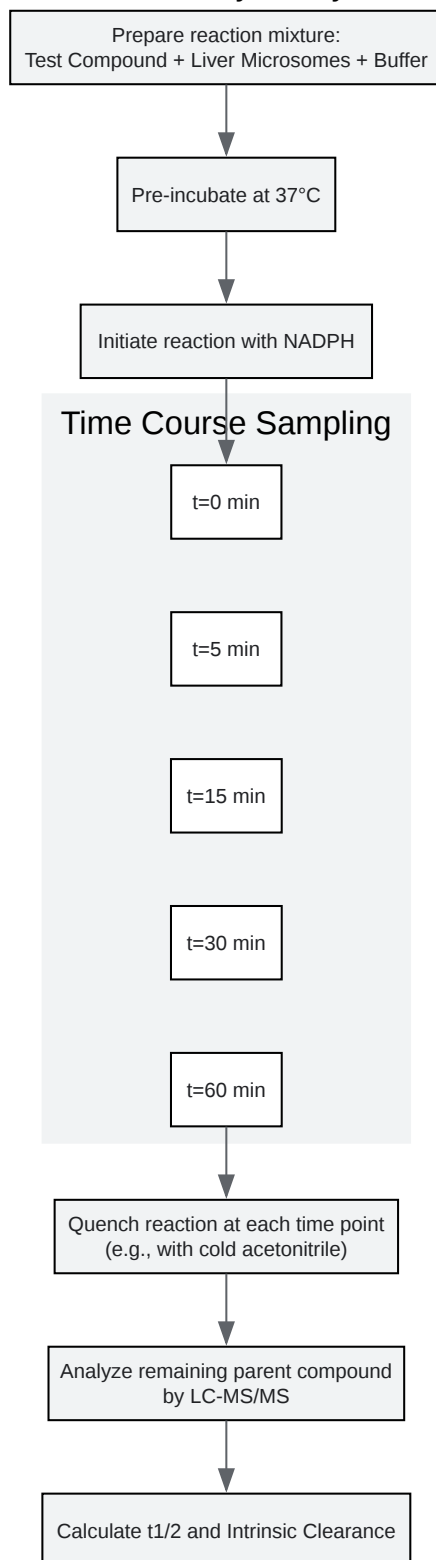 Prepare reaction mixture:
Test Compound + Liver Microsomes + Buffer
Pre-incubate at 37°C
Initiate reaction with NADPH
Time Course Sampling
t=0 min
t=5 min
t=15 min
t=30 min
t=60 min
Quench reaction at each time point
(e.g., with cold acetonitrile)
Analyze remaining parent compound
by LC-MS/MS
Calculate t1/2 and Intrinsic Clearance